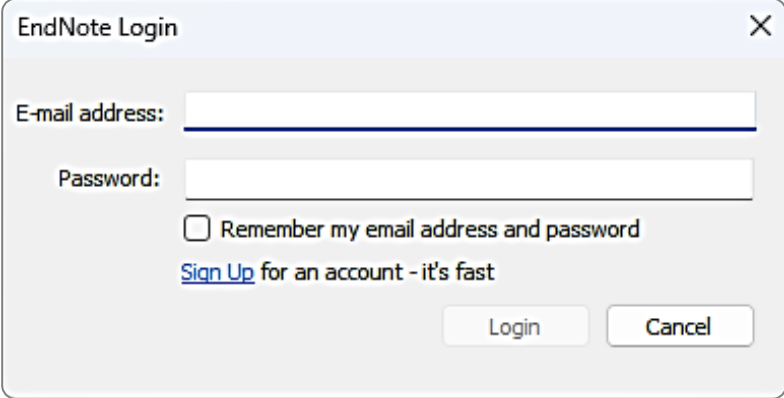 EndNote Login
E-mail address:
Password:
Remember my email address and password
Sign Up for an account - it's fast
Login Cancel